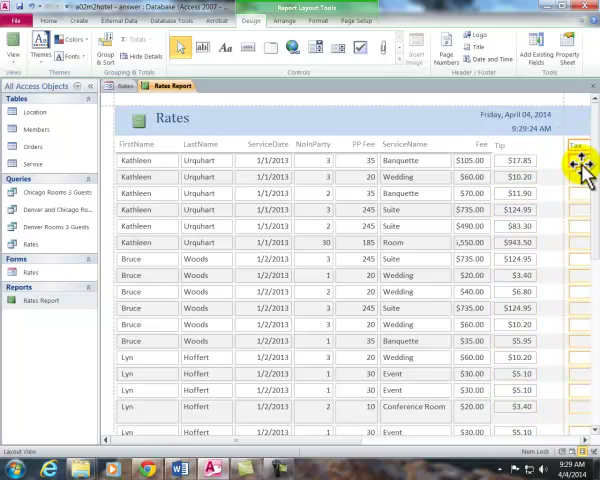 a02m2hotel - answer : Database (Access 2007 - ...
Report Layout Tools
File
Home
Create
External Data
Database Tools
Acrobat
Design
Arrange
Format
Page Setup
View
Views
Themes
Colors
Fonts
Themes
Group & Sort
Totals
Hide Details
Grouping & Totals
Aa
Controls
Insert Image
Page Numbers
Logo
Title
Date and Time
Header / Footer
Add Existing Fields
Property Sheet
Tools
All Access Objects
Tables
Location
Members
Orders
Service
Queries
Chicago Rooms 3 Guests
Denver and Chicago Ro...
Denver Rooms 3 Guests
Rates
Forms
Rates
Reports
Rates Report
Rates
Rates Report
Rates
Friday, April 04, 2014
9:29:24 AM
FirstName LastName ServiceDate NoInParty PP Fee ServiceName Fee Tip Tax
Kathleen Urquhart 1/1/2013 3 35 Banquette $105.00 $17.85
Kathleen Urquhart 1/1/2013 3 20 Wedding $60.00 $10.20
Kathleen Urquhart 1/1/2013 2 35 Banquette $70.00 $11.90
Kathleen Urquhart 1/1/2013 3 245 Suite $735.00 $124.95
Kathleen Urquhart 1/1/2013 2 245 Suite $490.00 $83.30
Kathleen Urquhart 1/1/2013 30 185 Room ,550.00 $943.50
Bruce Woods 1/2/2013 3 245 Suite $735.00 $124.95
Bruce Woods 1/2/2013 1 20 Wedding $20.00 $3.40
Bruce Woods 1/2/2013 2 20 Wedding $40.00 $6.80
Bruce Woods 1/2/2013 3 245 Suite $735.00 $124.95
Bruce Woods 1/2/2013 3 20 Wedding $60.00 $10.20
Bruce Woods 1/2/2013 1 35 Banquette $35.00 $5.95
Lyn Hoffert 1/2/2013 3 20 Wedding $60.00 $10.20
Lyn Hoffert 1/2/2013 1 30 Event $30.00 $5.10
Lyn Hoffert 1/2/2013 1 30 Event $30.00 $5.10
Lyn Hoffert 1/2/2013 2 10 Conference Room $20.00 $3.40
Lyn Hoffert 1/2/2013 1 30 Event $30.00 $5.10
Layout View
Num Lock
9:29 AM
4/4/2014